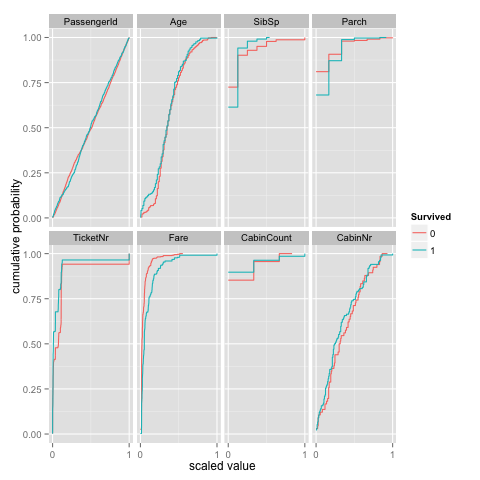 PassengerId Age SibSp Parch
1.00
0.75
0.50
0.25
0.00
cumulative probability
TicketNr Fare CabinCount CabinNr
1.00
0.75
0.50
0.25
0.00
0 1 0 1 0 1 0 1
scaled value
Survived
0
1